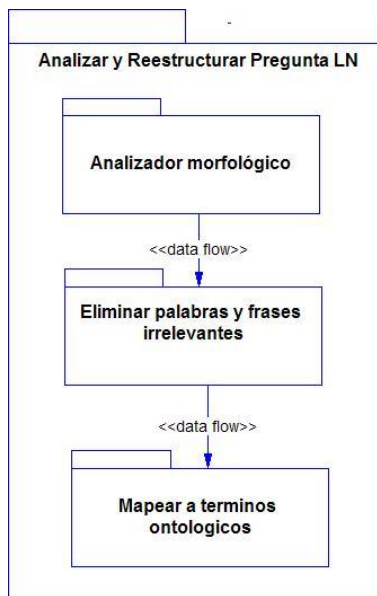 Analizar y Reestructurar Pregunta LN
Analizador morfológico
<<data flow>>
Eliminar palabras y frases
irrelevantes
<<data flow>>
Mapear a terminos
ontologicos